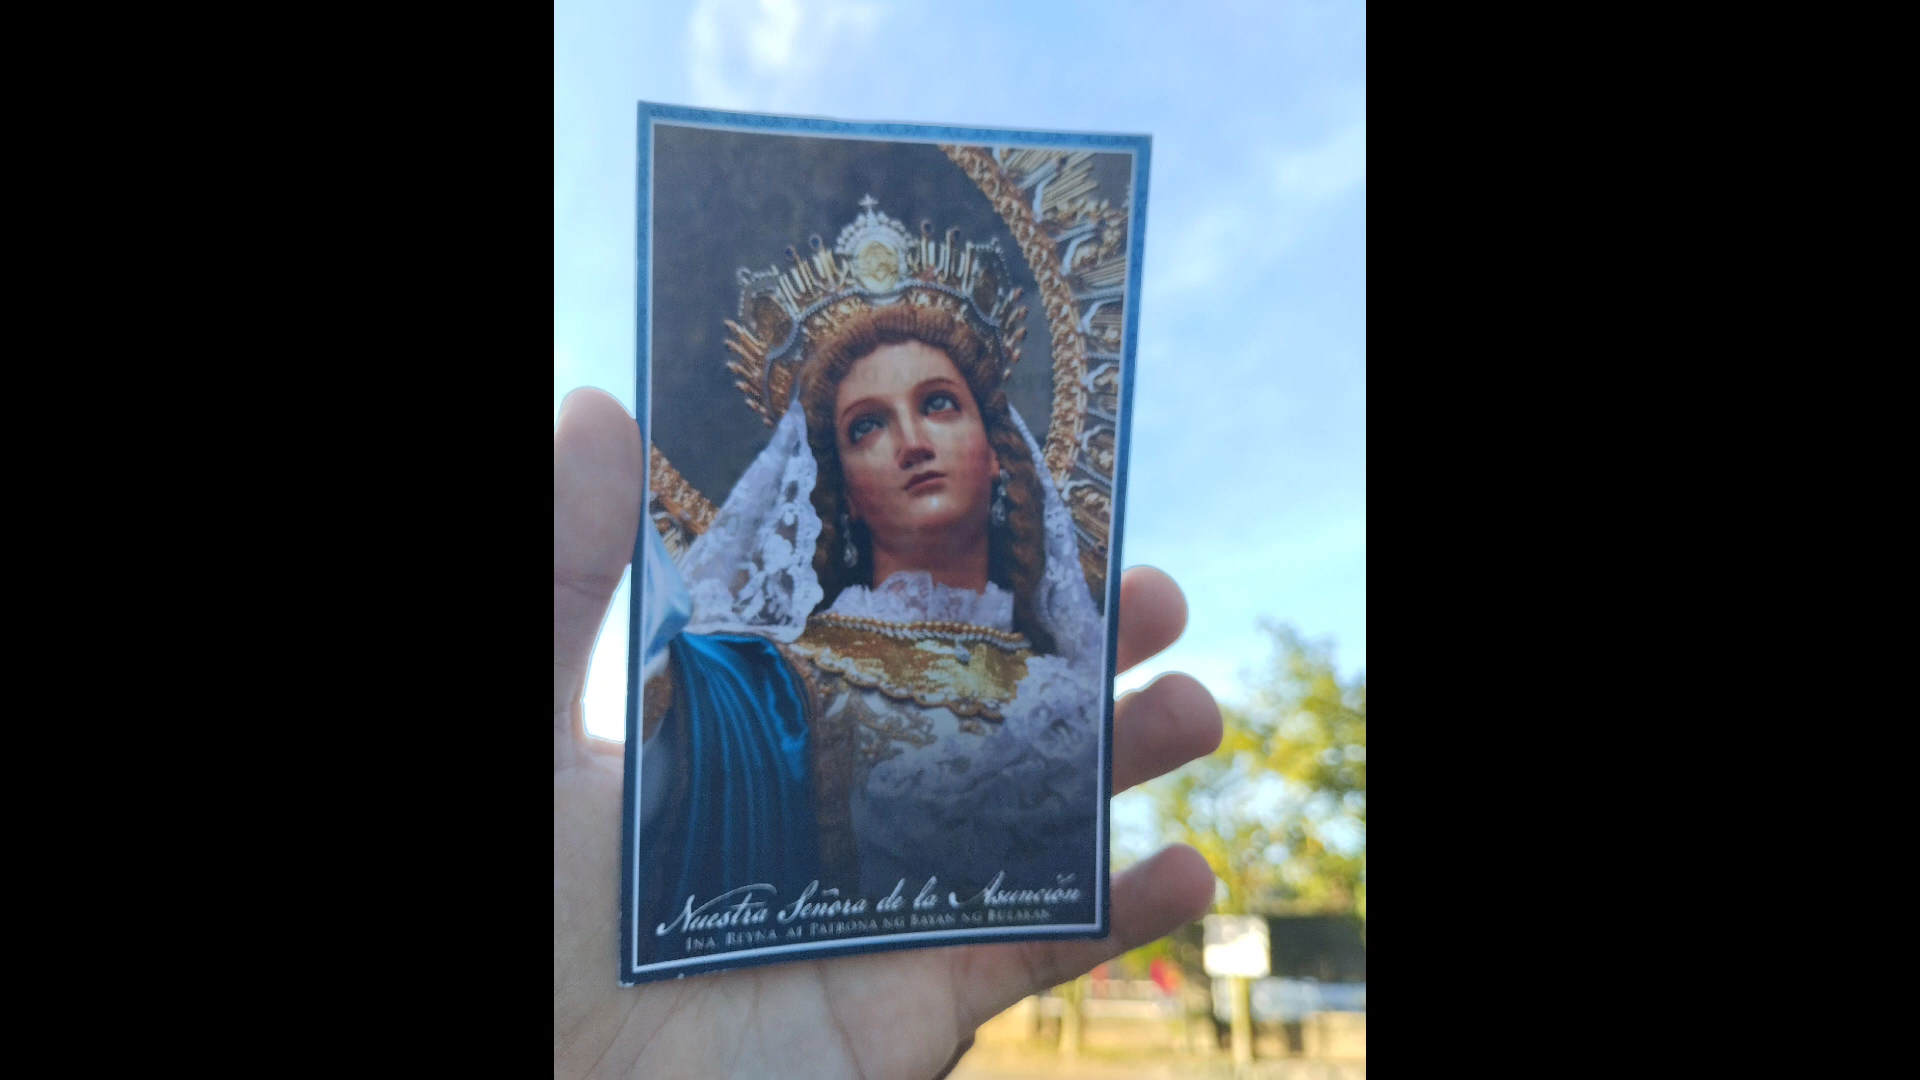 Nuestra Señora de la Asunción
INA REYNA AT PATRONA NG BAYAN NG BULAKAN